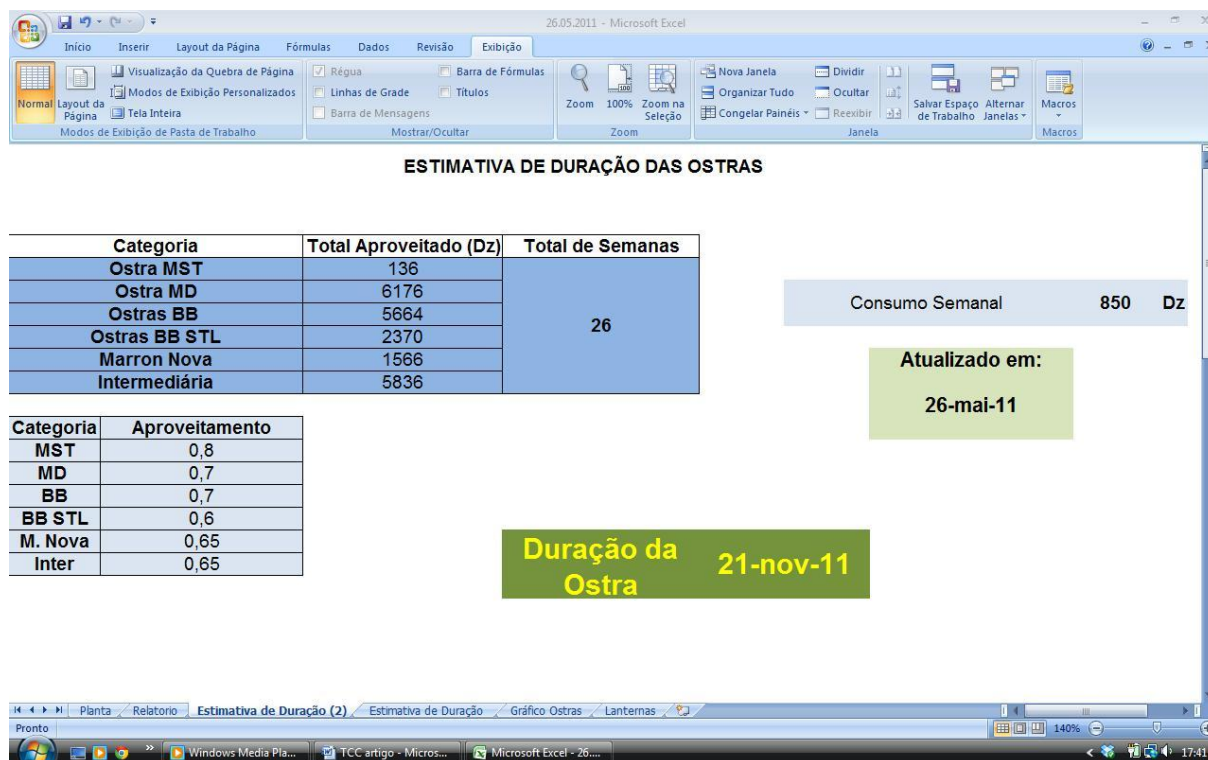 26.05.2011 - Microsoft Excel
Início Inserir Layout da Página Fórmulas Dados Revisão Exibição
Normal
Layout da Página
Visualização da Quebra de Página
Modos de Exibição Personalizados
Tela Inteira
Modos de Exibição de Pasta de Trabalho
Régua
Linhas de Grade
Barra de Mensagens
Barra de Fórmulas
Títulos
Mostrar/Ocultar
Zoom
100%
Zoom na Seleção
Zoom
Nova Janela
Organizar Tudo
Congelar Painéis
Dividir
Ocultar
Reexibir
Salvar Espaço de Trabalho
Alternar Janelas
Janela
Macros
Macros
ESTIMATIVA DE DURAÇÃO DAS OSTRAS
Categoria Total Aproveitado (Dz) Total de Semanas
Ostra MST 136
Ostra MD 6176
Ostras BB 5664
26
Ostras BB STL 2370
Marron Nova 1566
Intermediária 5836
Consumo Semanal 850 Dz
Atualizado em:
26-mai-11
Categoria Aproveitamento
MST 0,8
MD 0,7
BB 0,7
BB STL 0,6
M. Nova 0,65
Inter 0,65
Duração da
Ostra
21-nov-11
Planta Relatorio Estimativa de Duração (2) Estimativa de Duração Gráfico Ostras Lanternas
Pronto 140%
Windows Media Pla... TCC artigo - Micros... Microsoft Excel - 26.... 17:41